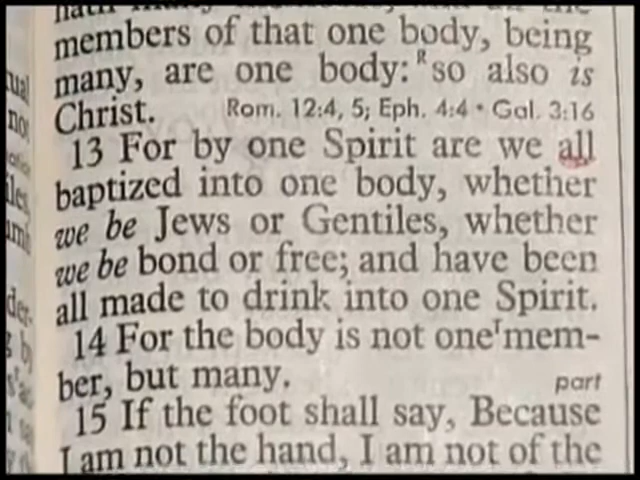 members of that one body, being
many, are one body: ᴿso also is
Christ. Rom. 12:4, 5; Eph. 4:4 • Gal. 3:16
13 For by one Spirit are we all
baptized into one body, whether
we be Jews or Gentiles, whether
we be bond or free; and have been
all made to drink into one Spirit.
14 For the body is not one ʳmem-
ber, but many. part
15 If the foot shall say, Because
I am not the hand, I am not of the